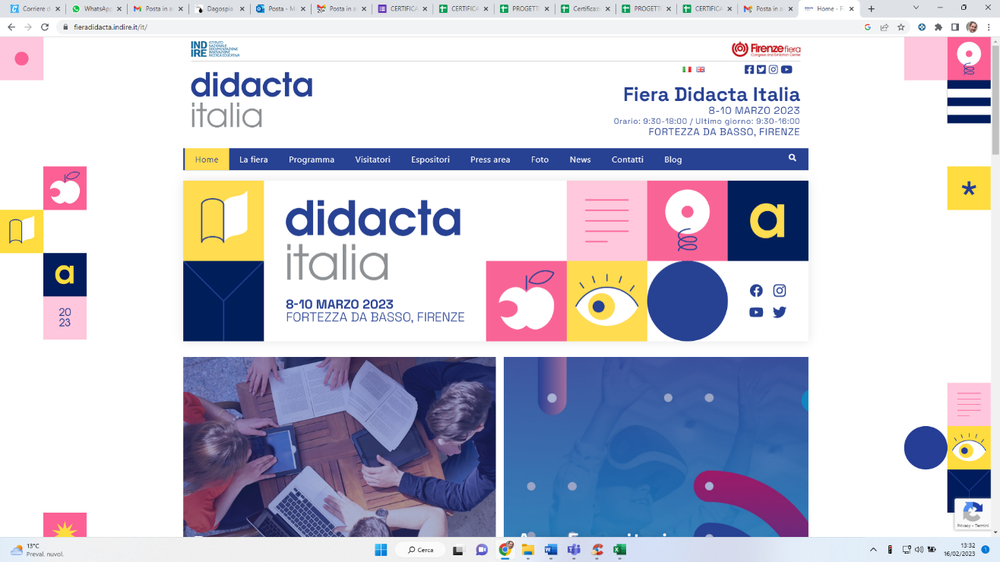 Corriere d
WhatsApp
Posta in a
Dagospia
Posta - M
Posta in a
CERTIFICA
CERTIFICA
PROGETT
Certificazi
PROGETT
CERTIFICA
Posta in a
Home - Fi
fieradidacta.indire.it/it/
INDIRE
ISTITUTO
NAZIONALE
DOCUMENTAZIONE
INNOVAZIONE
RICERCA EDUCATIVA
Firenzefiera
Congress and Exhibition Center
didacta
italia
Fiera Didacta Italia
8-10 MARZO 2023
Orario: 9:30-18:00 / Ultimo giorno: 9:30-16:00
FORTEZZA DA BASSO, FIRENZE
Home La fiera Programma Visitatori Espositori Press area Foto News Contatti Blog
didacta
italia
8-10 MARZO 2023
FORTEZZA DA BASSO, FIRENZE
a
a
20
23
*
Privacy - Termini
13°C
Preval. nuvol.
Cerca
13:32
16/02/2023
1